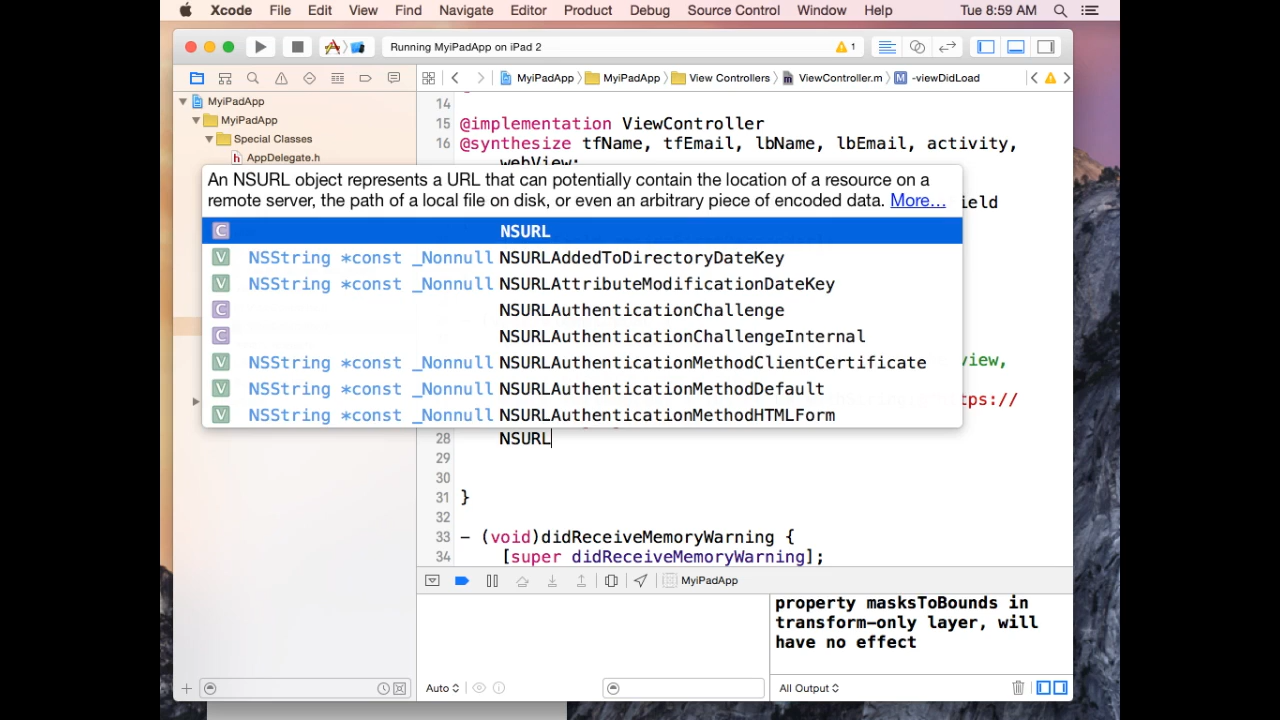 Xcode File Edit View Find Navigate Editor Product Debug Source Control Window Help Tue 8:59 AM
Running MyiPadApp on iPad 2 1
MyiPadApp MyiPadApp View Controllers ViewController.m -viewDidLoad
MyiPadApp
MyiPadApp
Special Classes
AppDelegate.h
14
15 @implementation ViewController
16 @synthesize tfName, tfEmail, lbName, lbEmail, activity,
webView;
An NSURL object represents a URL that can potentially contain the location of a resource on a
remote server, the path of a local file on disk, or even an arbitrary piece of encoded data. More...
ield
C NSURL
V NSString *const _Nonnull NSURLAddedToDirectoryDateKey
V NSString *const _Nonnull NSURLAttributeModificationDateKey
C NSURLAuthenticationChallenge
C NSURLAuthenticationChallengeInternal
V NSString *const _Nonnull NSURLAuthenticationMethodClientCertificate
view,
V NSString *const _Nonnull NSURLAuthenticationMethodDefault
tps://
V NSString *const _Nonnull NSURLAuthenticationMethodHTMLForm
28 NSURL
29
30
31 }
32
33 - (void)didReceiveMemoryWarning {
34 [super didReceiveMemoryWarning];
MyiPadApp
property masksToBounds in
transform-only layer, will
have no effect
Auto All Output